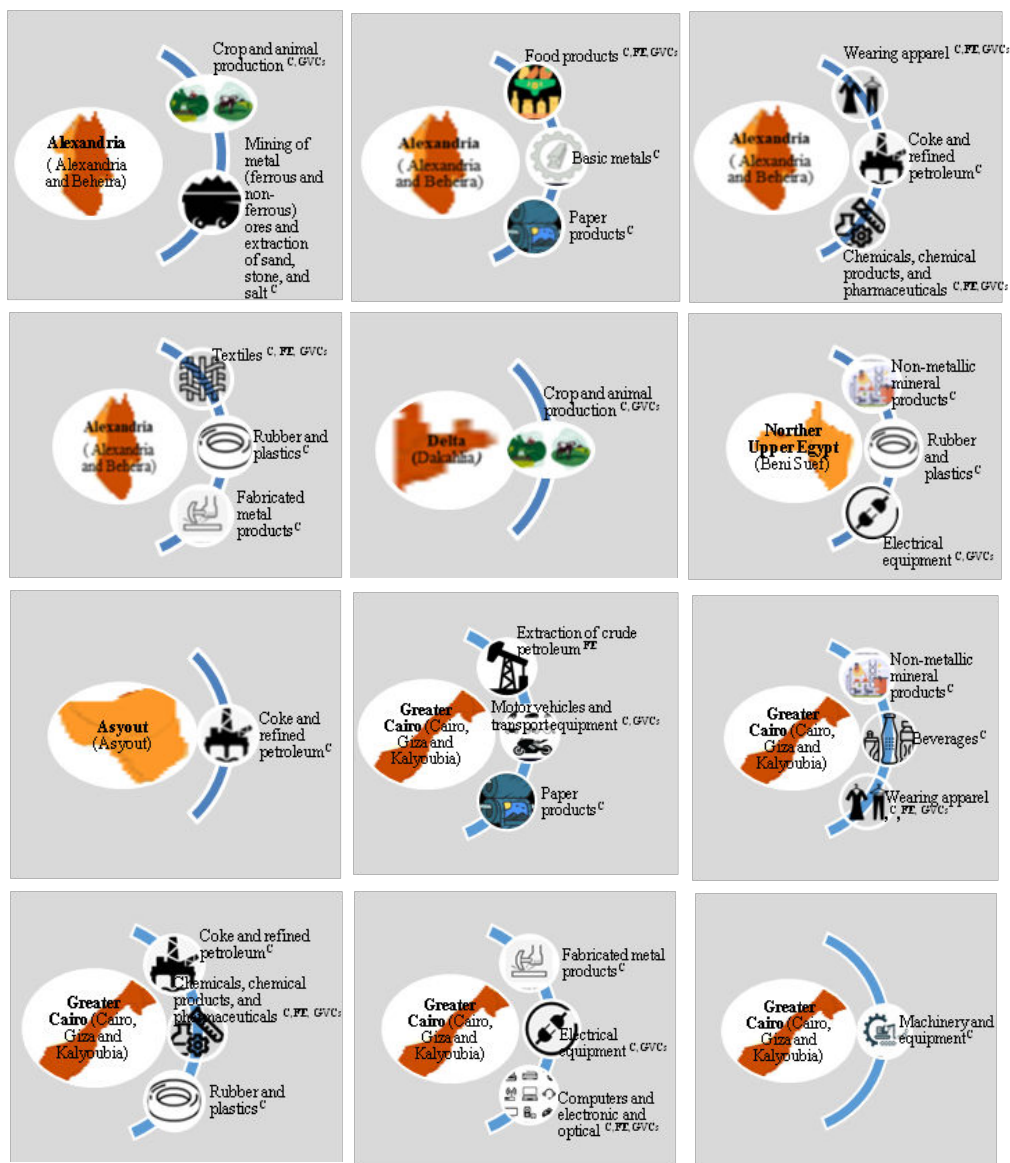 Crop and animal
production C, GVCs
Alexandria
( Alexandria
and Beheira)
Mining of
metal
(ferrous and
non-
ferrous)
ores and
extraction
of sand,
stone, and
salt C
Food products C, FT, GVCs
Alexandria
( Alexandria
and Beheira)
Basic metals C
Paper
products C
Wearing apparel C, FT, GVCs
Alexandria
( Alexandria
and Beheira)
Coke and
refined
petroleum C
Chemicals, chemical
products, and
pharmaceuticals C, FT, GVCs
Textiles C, FT, GVCs
Alexandria
( Alexandria
and Beheira)
Rubber and
plastics C
Fabricated
metal
products C
Crop and animal
production C, GVCs
Delta
(Dakahlia)
Non-metallic
mineral
products C
Norther
Upper Egypt
(Beni Suef)
Rubber
and
plastics C
Electrical
equipment C, GVCs
Asyout
(Asyout)
Coke and
refined
petroleum C
Extraction of crude
petroleum FT
Greater
Cairo (Cairo,
Giza and
Kalyoubia)
Motor vehicles and
transport equipment C, GVCs
Paper
products C
Non-metallic
mineral
products C
Greater
Cairo (Cairo,
Giza and
Kalyoubia)
Beverages C
Wearing apparel
, C, FT, GVCs
Coke and refined
petroleum C
Greater
Cairo (Cairo,
Giza and
Kalyoubia)
Chemicals, chemical
products, and
pharmaceuticals C, FT, GVCs
Rubber and
plastics C
Fabricated metal
products C
Greater
Cairo (Cairo,
Giza and
Kalyoubia)
Electrical
equipment C, GVCs
Computers and
electronic and
optical C, FT, GVCs
Greater
Cairo (Cairo,
Giza and
Kalyoubia)
Machinery and
equipment C